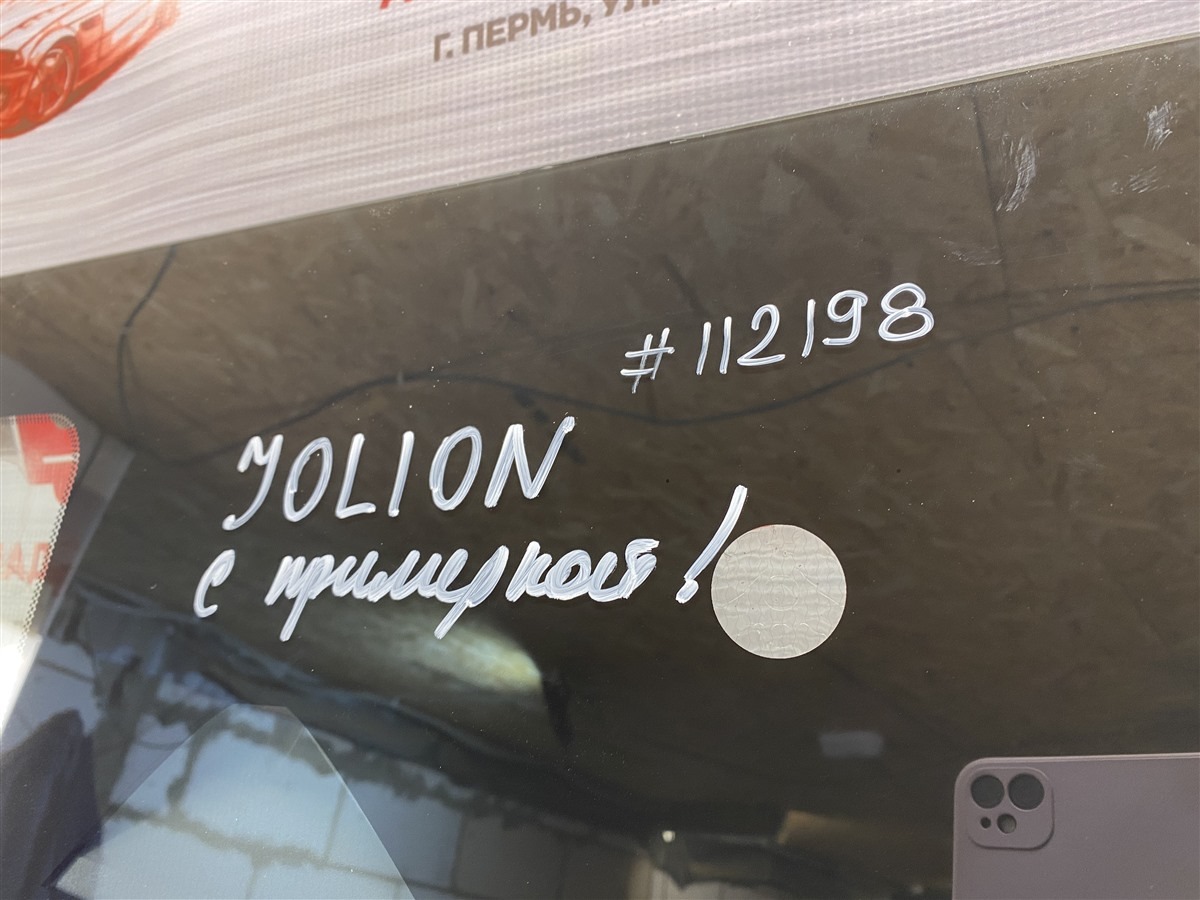 Г. ПЕРМЬ, УЛ.
#112198
JOLION
с примеркой!